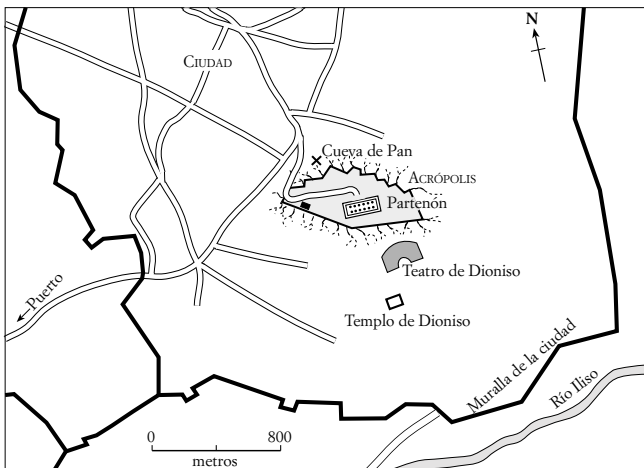 N
CIUDAD
Cueva de Pan
ACRÓPOLIS
Partenón
Teatro de Dioniso
Puerto
Templo de Dioniso
Muralla de la ciudad
Río Iliso
0 800
metros